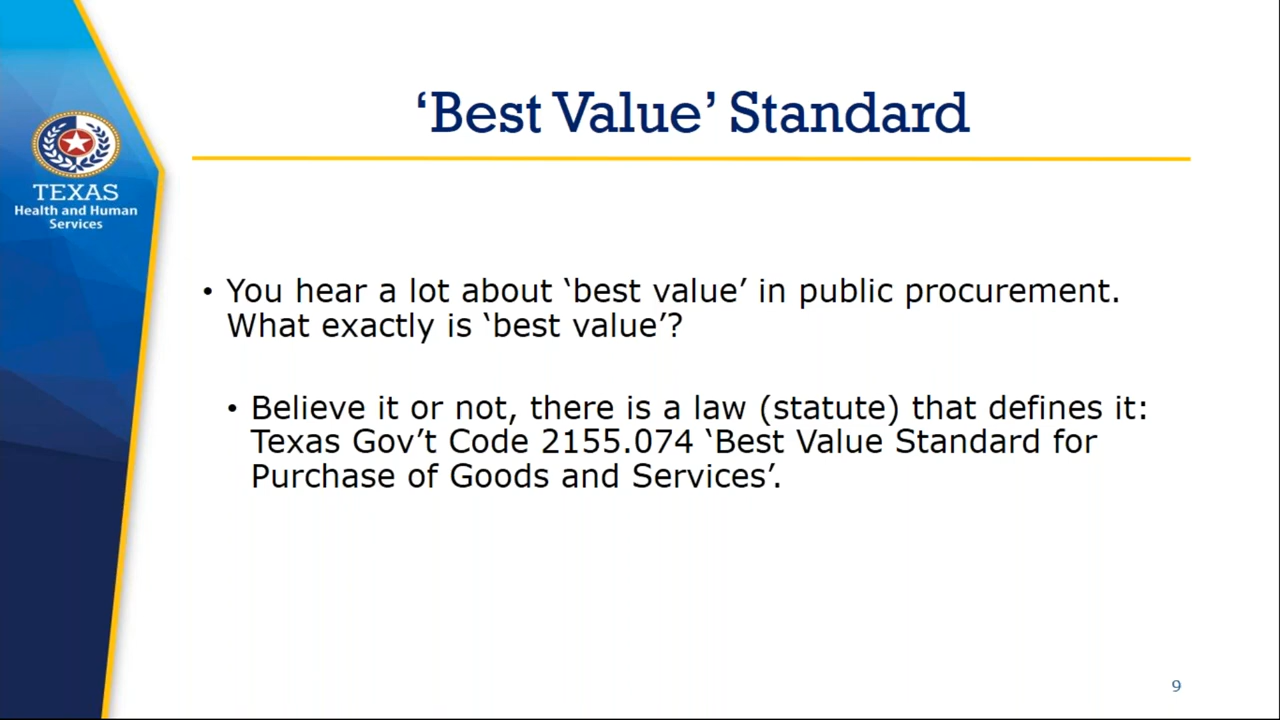 ‘Best Value’ Standard
TEXAS
Health and Human
Services
• You hear a lot about ‘best value’ in public procurement.
What exactly is ‘best value’?
• Believe it or not, there is a law (statute) that defines it:
Texas Gov’t Code 2155.074 ‘Best Value Standard for
Purchase of Goods and Services’.
9